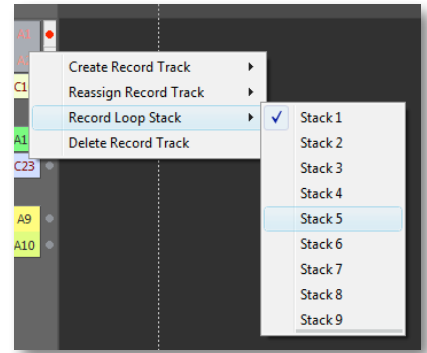 A1
Create Record Track
C1
Reassign Record Track
Record Loop Stack
Stack 1
A1
Delete Record Track
Stack 2
C23
Stack 3
Stack 4
A9
Stack 5
A10
Stack 6
Stack 7
Stack 8
Stack 9